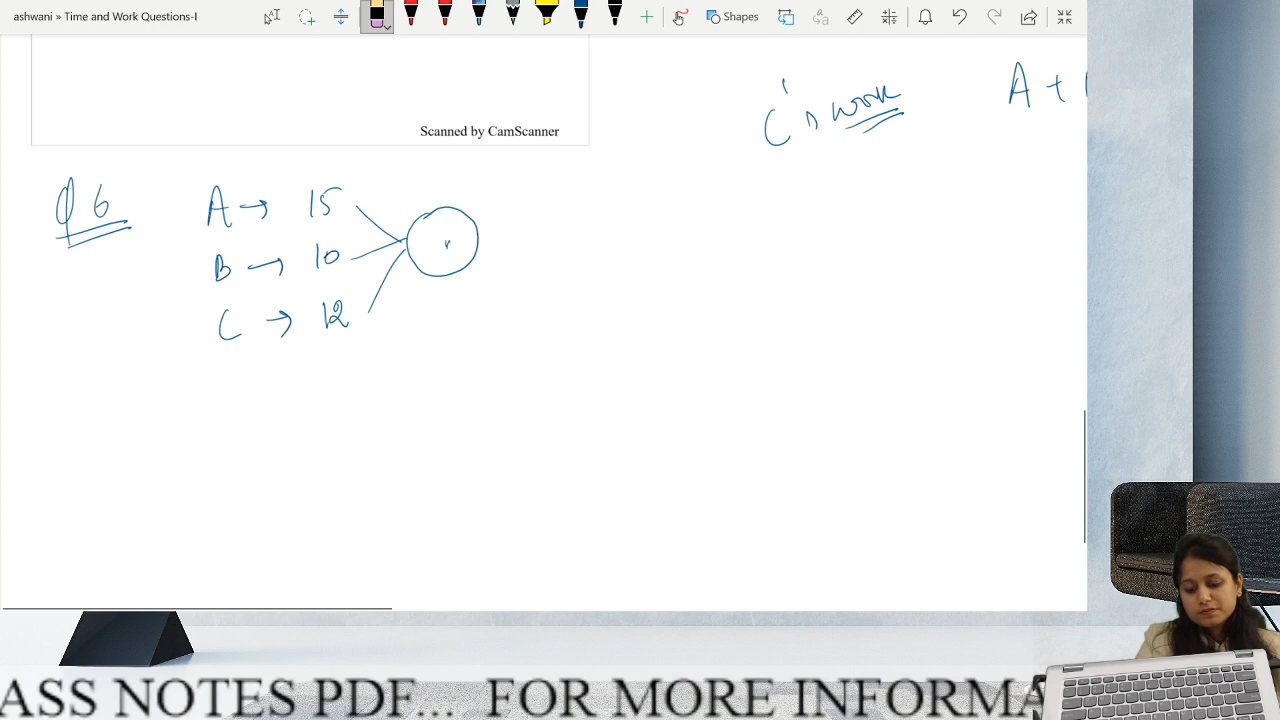 ashwani » Time and Work Questions-I
Shapes
C's work
A +
Scanned by CamScanner
Q 6
A → 15
B → 10
C → 12
ASS NOTES PDF... FOR MORE INFORMA